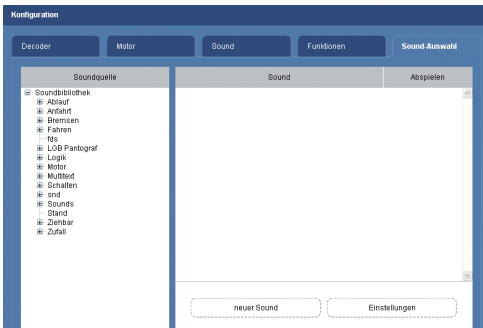 Konfiguration
Decoder Motor Sound Funktionen Sound-Auswahl
Soundquelle Sound Abspielen
Soundbibliothek
Ablauf
Anfahrt
Bremsen
Fahren
fds
LGB Pantograf
Logik
Motor
Multitext
Schalten
snd
Sounds
Stand
Ziehbar
Zufall
neuer Sound Einstellungen